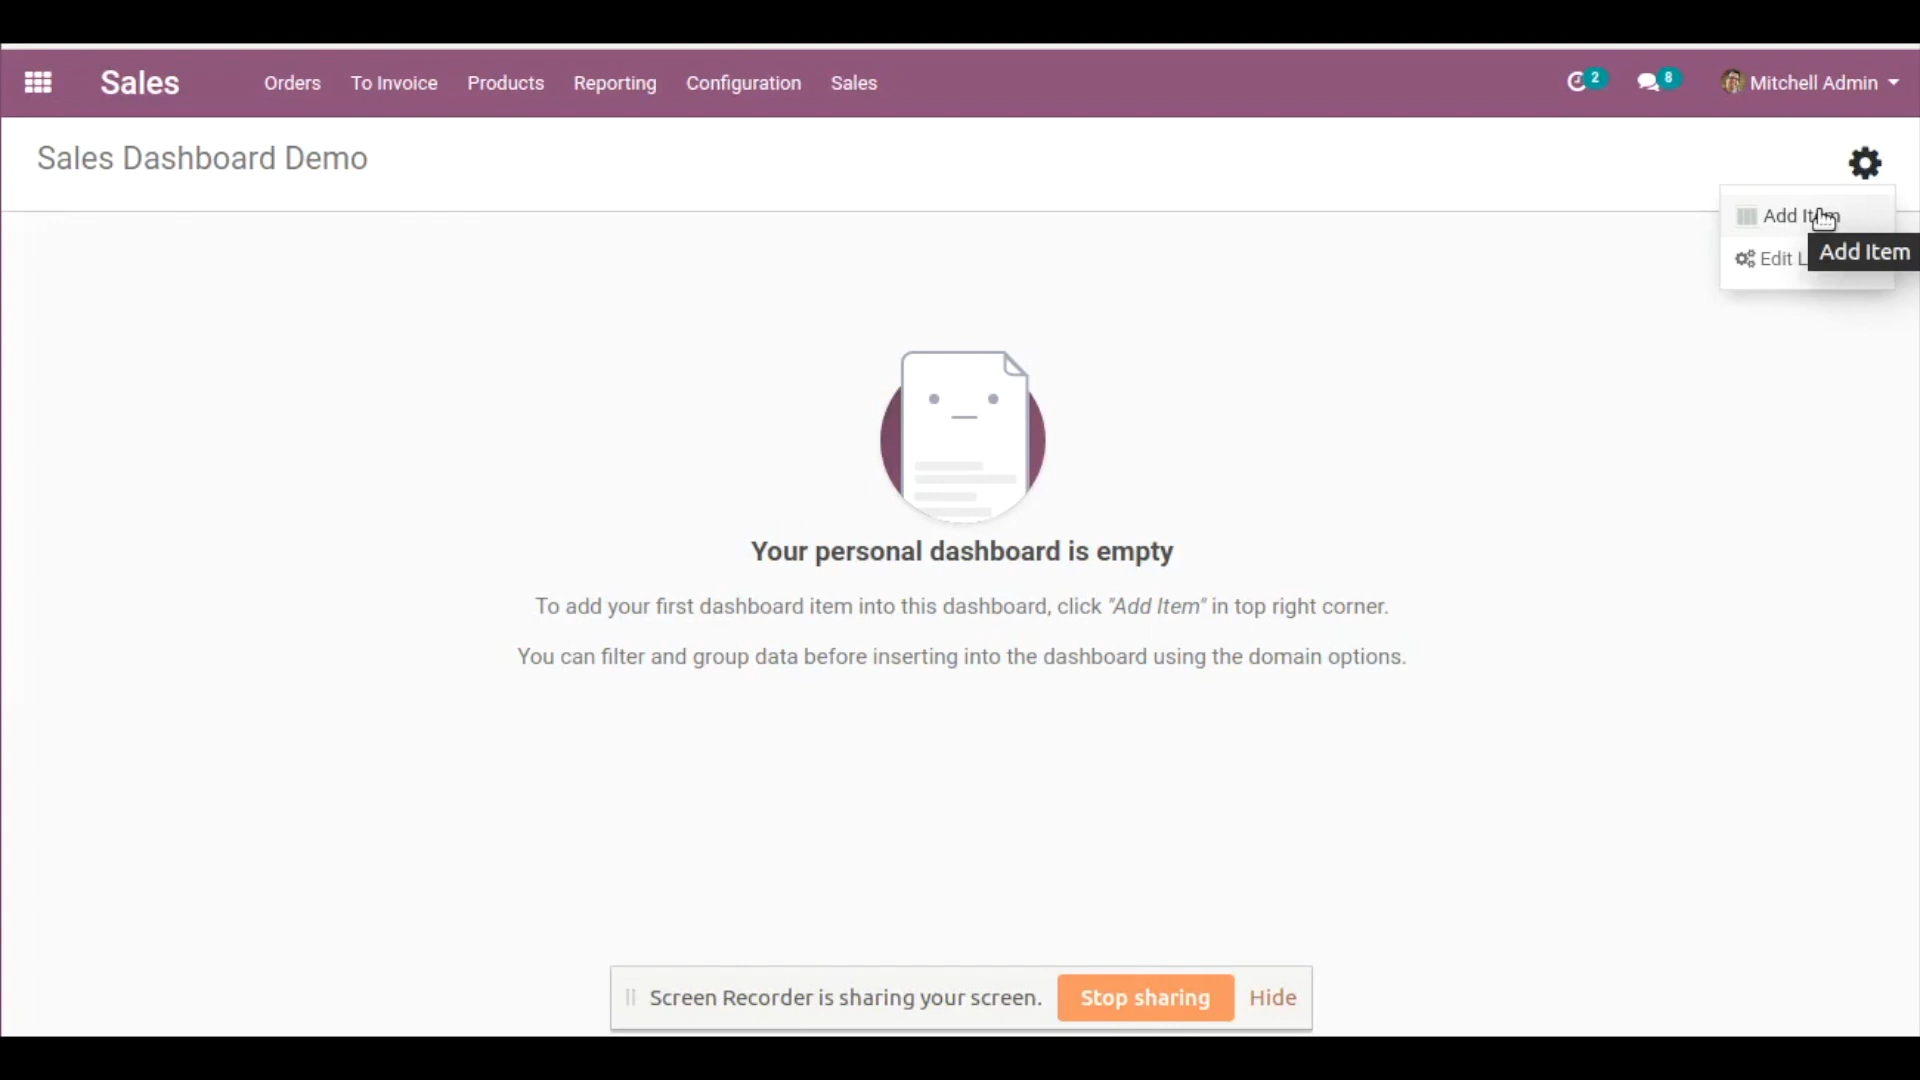 Sales Orders To Invoice Products Reporting Configuration Sales 2 8 Mitchell Admin
Sales Dashboard Demo
Add Item
Edit
Add Item
Your personal dashboard is empty
To add your first dashboard item into this dashboard, click "Add Item" in top right corner.
You can filter and group data before inserting into the dashboard using the domain options.
Screen Recorder is sharing your screen. Stop sharing Hide